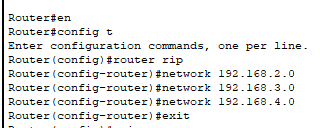 Router#en
Router#config t
Enter configuration commands, one per line.
Router(config)#router rip
Router(config-router)#network 192.168.2.0
Router(config-router)#network 192.168.3.0
Router(config-router)#network 192.168.4.0
Router(config-router)#exit